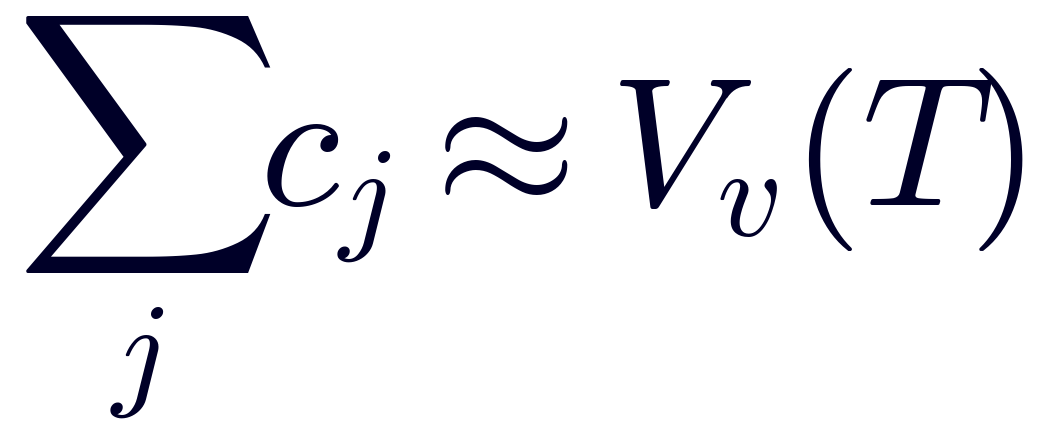 ∑_j c_j ≈ V_v(T)